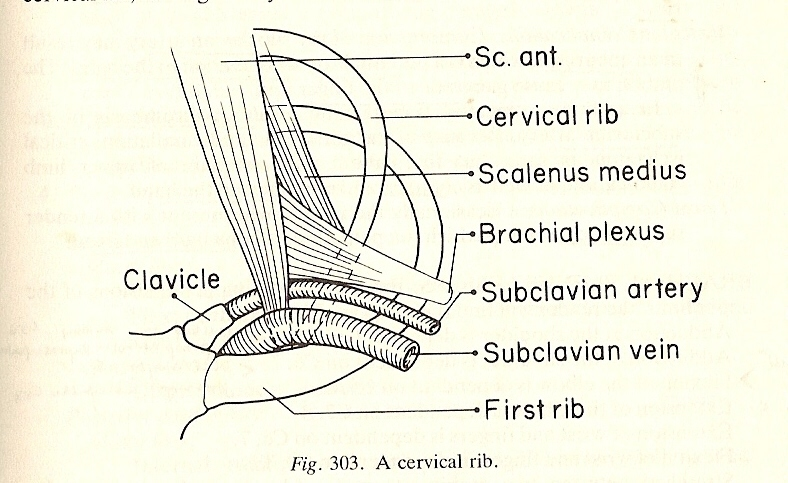 Sc. ant.
Cervical rib
Scalenus medius
Brachial plexus
Clavicle
Subclavian artery
Subclavian vein
First rib
Fig. 303. A cervical rib.